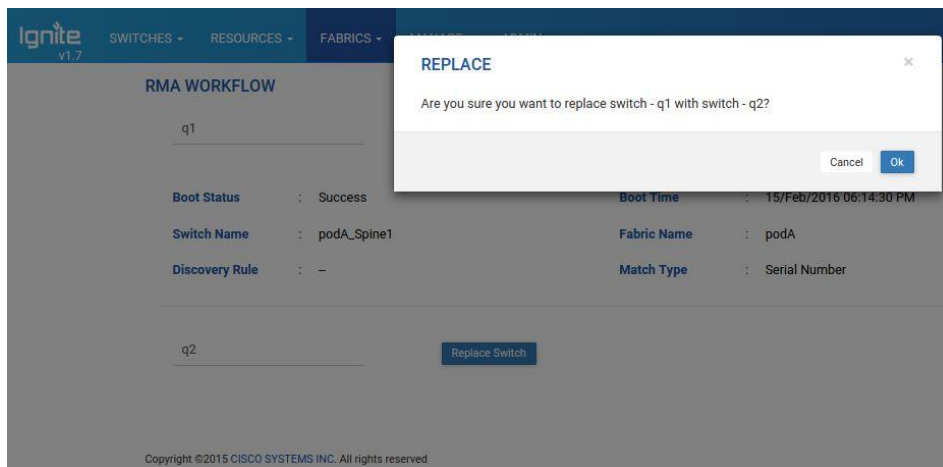 Ignite
v1.7
SWITCHES
RESOURCES
FABRICS
REPLACE
×
Are you sure you want to replace switch - q1 with switch - q2?
Cancel
Ok
RMA WORKFLOW
q1
Boot Status : Success
Boot Time : 15/Feb/2016 06:14:30 PM
Switch Name : podA_Spine1
Fabric Name : podA
Discovery Rule : –
Match Type : Serial Number
q2
Replace Switch
Copyright ©2015 CISCO SYSTEMS INC. All rights reserved